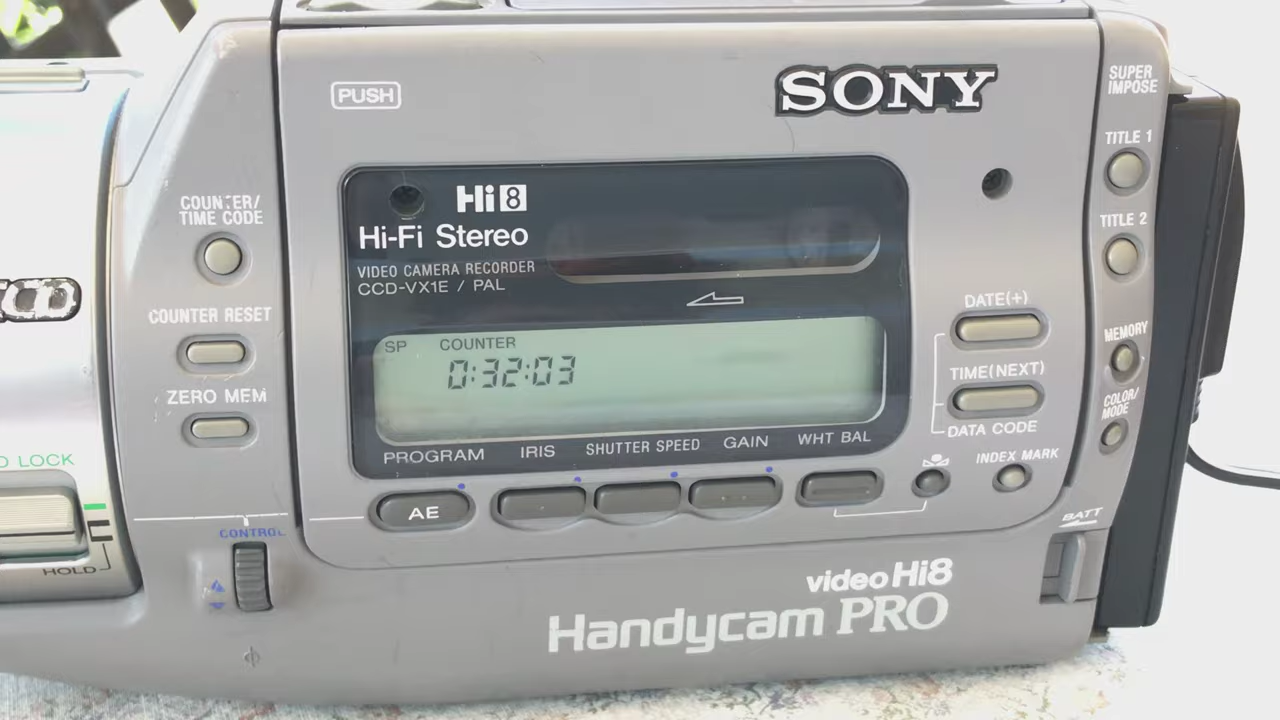 PUSH
SONY
SUPER
IMPOSE
TITLE 1
TITLE 2
COUNTER/
TIME CODE
COUNTER RESET
ZERO MEM
Hi8
Hi-Fi Stereo
VIDEO CAMERA RECORDER
CCD-VX1E / PAL
SP COUNTER
0:32:03
PROGRAM IRIS SHUTTER SPEED GAIN WHT BAL
AE
DATE(+)
TIME(NEXT)
DATA CODE
INDEX MARK
MEMORY
COLOR/
MODE
BATT
LOCK
HOLD
CONTROL
video Hi8
Handycam PRO